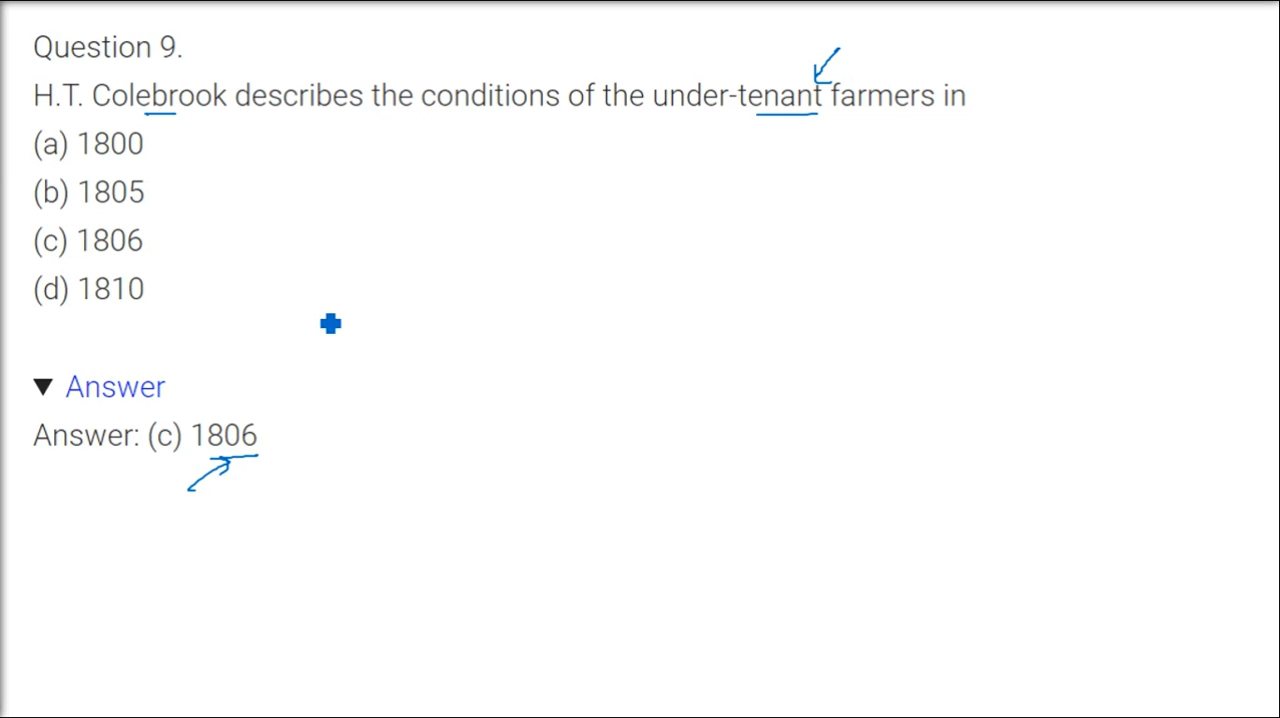 Question 9.
H.T. Colebrook describes the conditions of the under-tenant farmers in
(a) 1800
(b) 1805
(c) 1806
(d) 1810
Answer
Answer: (c) 1806